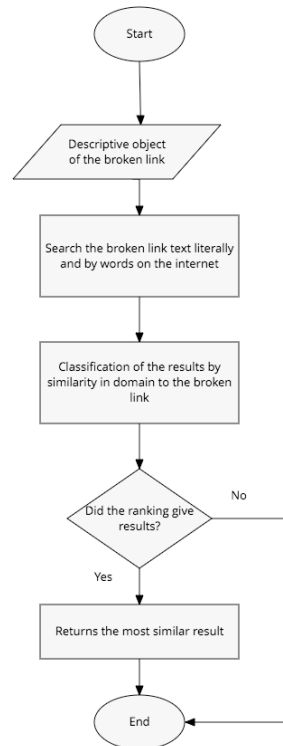 Start
Descriptive object
of the broken link
Search the broken link text literally
and by words on the internet
Classification of the results by
similarity in domain to the broken
link
Did the ranking give
results?
No
Yes
Returns the most similar result
End